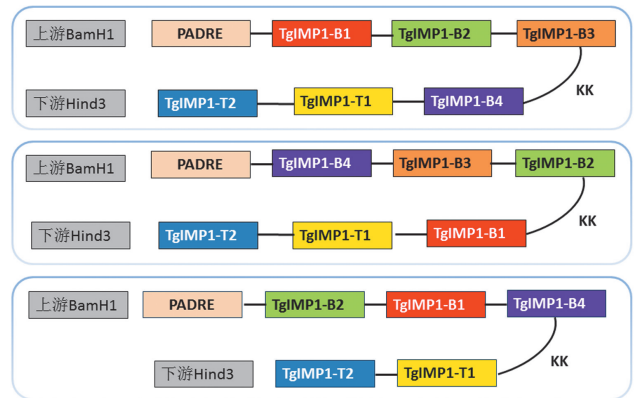 上游BamH1 PADRE TgIMP1-B1 TgIMP1-B2 TgIMP1-B3
KK
下游Hind3 TgIMP1-T2 TgIMP1-T1 TgIMP1-B4
上游BamH1 PADRE TgIMP1-B4 TgIMP1-B3 TgIMP1-B2
KK
下游Hind3 TgIMP1-T2 TgIMP1-T1 TgIMP1-B1
上游BamH1 PADRE TgIMP1-B2 TgIMP1-B1 TgIMP1-B4
KK
下游Hind3 TgIMP1-T2 TgIMP1-T1